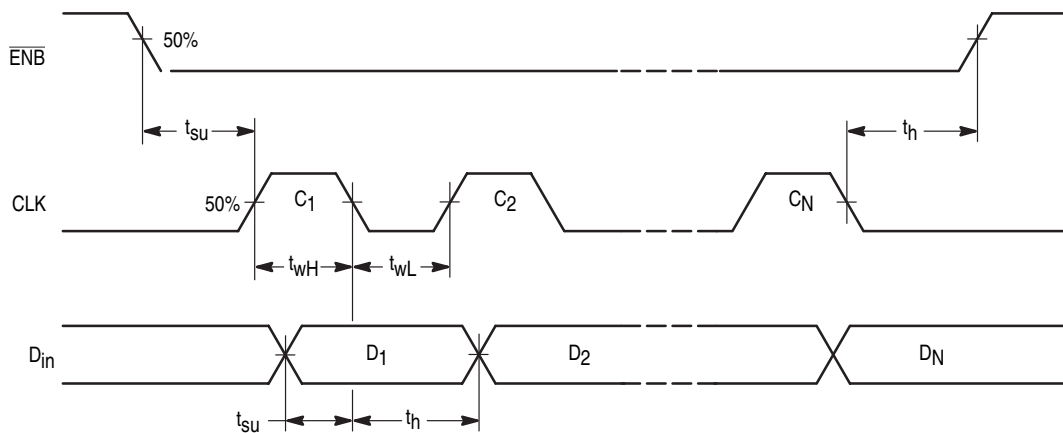 50%
ENB
tsu
th
CLK
50%
C1
C2
CN
twH
twL
Din
D1
D2
DN
tsu
th